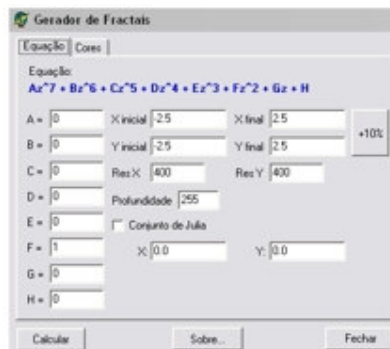 Gerador de Fractais
Equação Cores
Equação:
Az^7 + Bz^6 + Cz^5 + Dz^4 + Ez^3 + Fz^2 + Gz + H
A = 0 X inicial -2.5 X final 2.5 +10%
B = 0 Y inicial -2.5 Y final 2.5
C = 0 Res X 400 Res Y 400
D = 0 Profundidade 255
E = 0 Conjunto de Julia
F = 1 X: 0.0 Y: 0.0
G = 0
H = 0
Calcular Sobre... Fechar